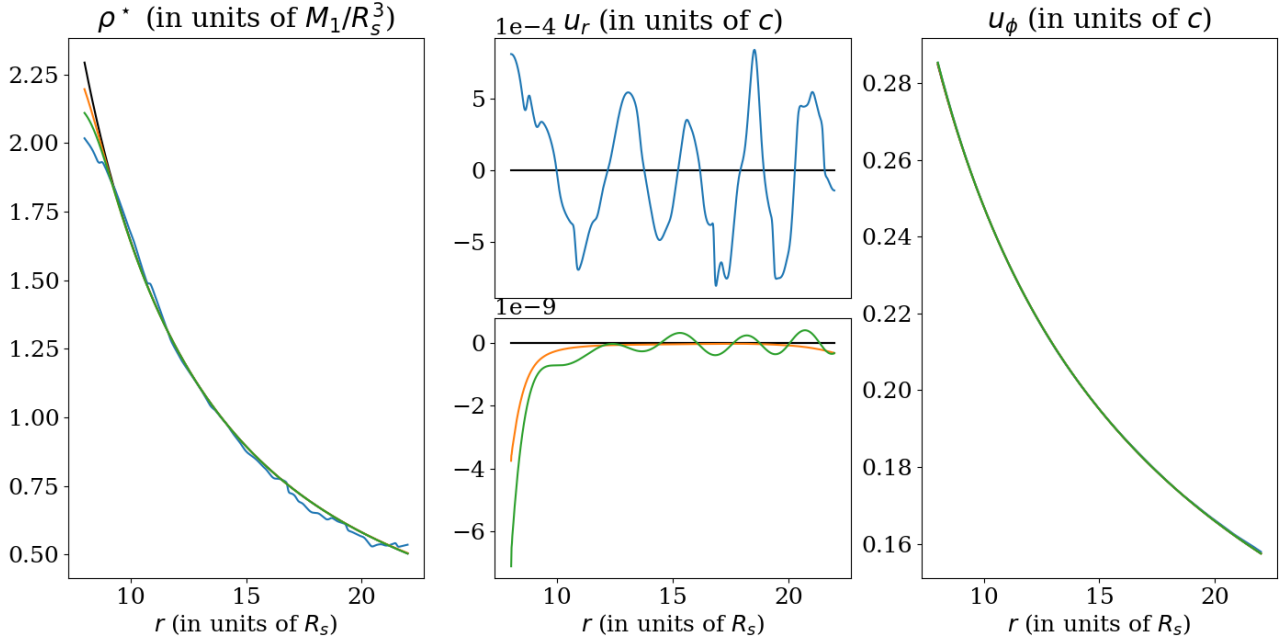 ρ⋆ (in units of M₁/Rₛ³)
2.25
2.00
1.75
1.50
1.25
1.00
0.75
0.50
10 15 20
r (in units of Rₛ)
1e−4 uᵣ (in units of c)
5
0
−5
1e−9
0
−2
−4
−6
10 15 20
r (in units of Rₛ)
u_ϕ (in units of c)
0.28
0.26
0.24
0.22
0.20
0.18
0.16
10 15 20
r (in units of Rₛ)